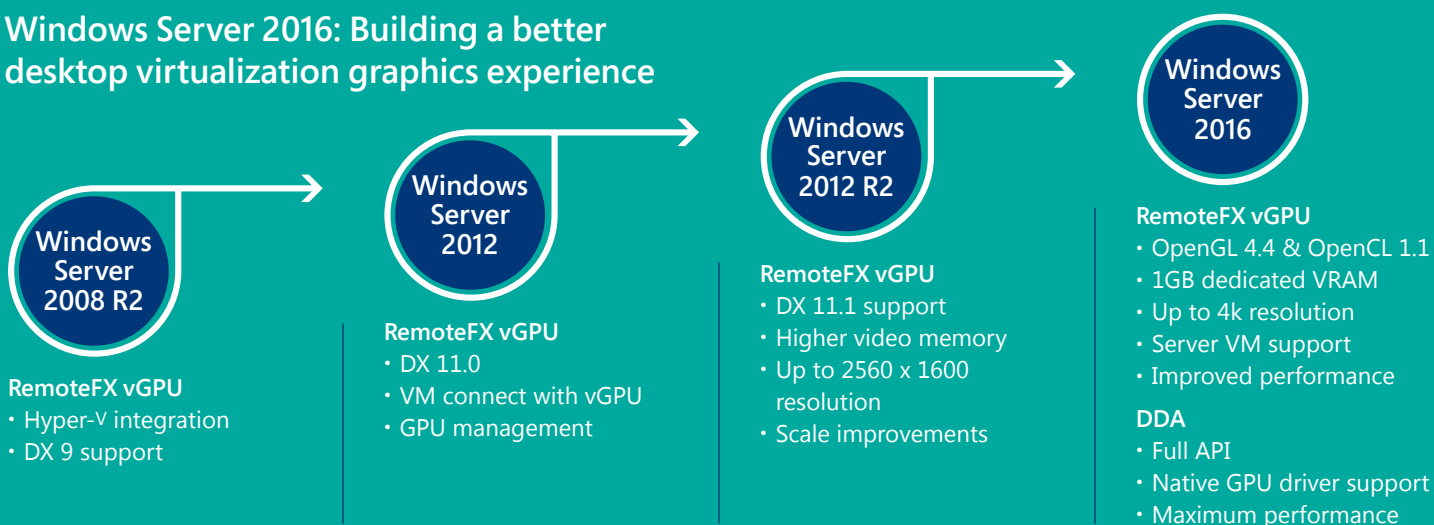 Windows Server 2016: Building a better
desktop virtualization graphics experience
Windows
Server
2008 R2
RemoteFX vGPU
· Hyper-V integration
· DX 9 support
Windows
Server
2012
RemoteFX vGPU
· DX 11.0
· VM connect with vGPU
· GPU management
Windows
Server
2012 R2
RemoteFX vGPU
· DX 11.1 support
· Higher video memory
· Up to 2560 x 1600
resolution
· Scale improvements
Windows
Server
2016
RemoteFX vGPU
· OpenGL 4.4 & OpenCL 1.1
· 1GB dedicated VRAM
· Up to 4k resolution
· Server VM support
· Improved performance
DDA
· Full API
· Native GPU driver support
· Maximum performance